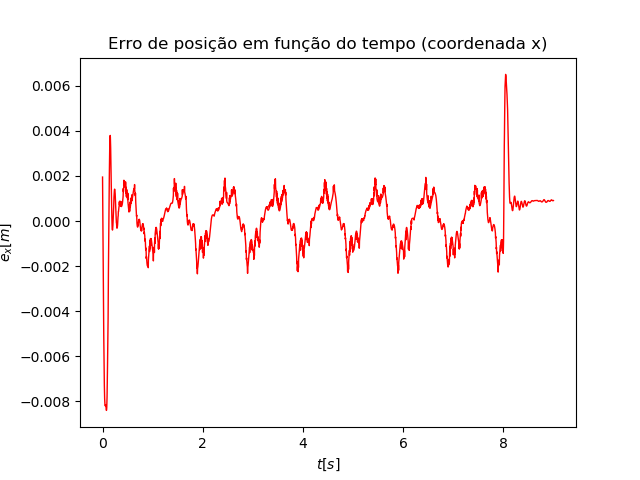 Erro de posição em função do tempo (coordenada x)
0.006
0.004
0.002
0.000
−0.002
−0.004
−0.006
−0.008
e_x[m]
0 2 4 6 8
t[s]